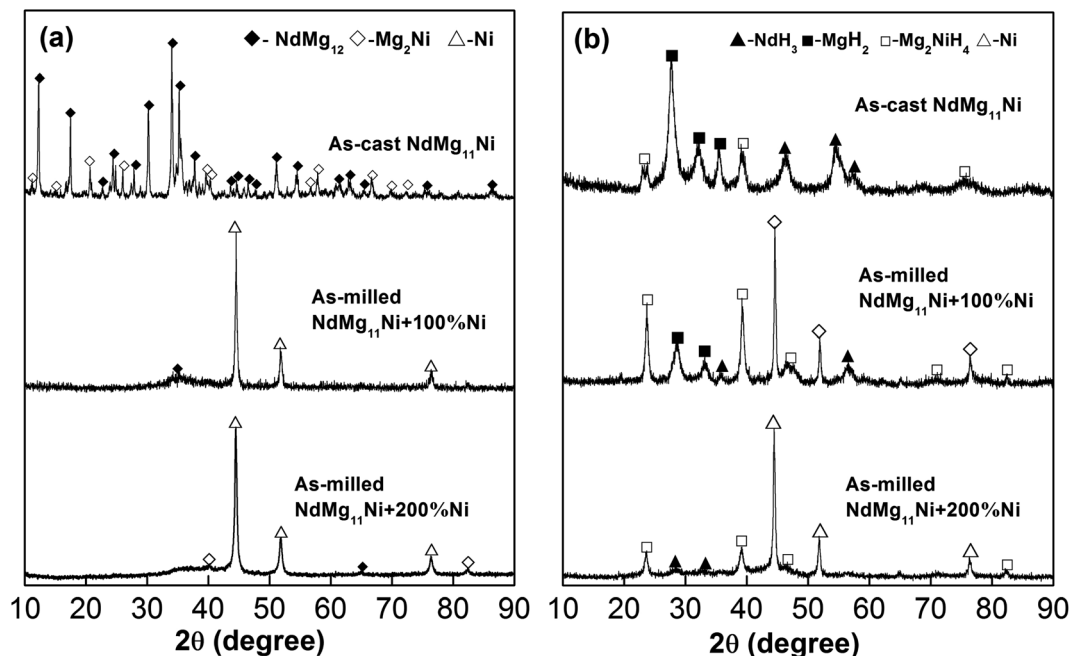 (a)
◆- NdMg₁₂ ◇-Mg₂Ni △-Ni
As-cast NdMg₁₁Ni
As-milled
NdMg₁₁Ni+100%Ni
As-milled
NdMg₁₁Ni+200%Ni
10 20 30 40 50 60 70 80 90
2θ (degree)
(b)
▲-NdH₃ ■-MgH₂ □-Mg₂NiH₄ △-Ni
As-cast NdMg₁₁Ni
As-milled
NdMg₁₁Ni+100%Ni
As-milled
NdMg₁₁Ni+200%Ni
10 20 30 40 50 60 70 80 90
2θ (degree)